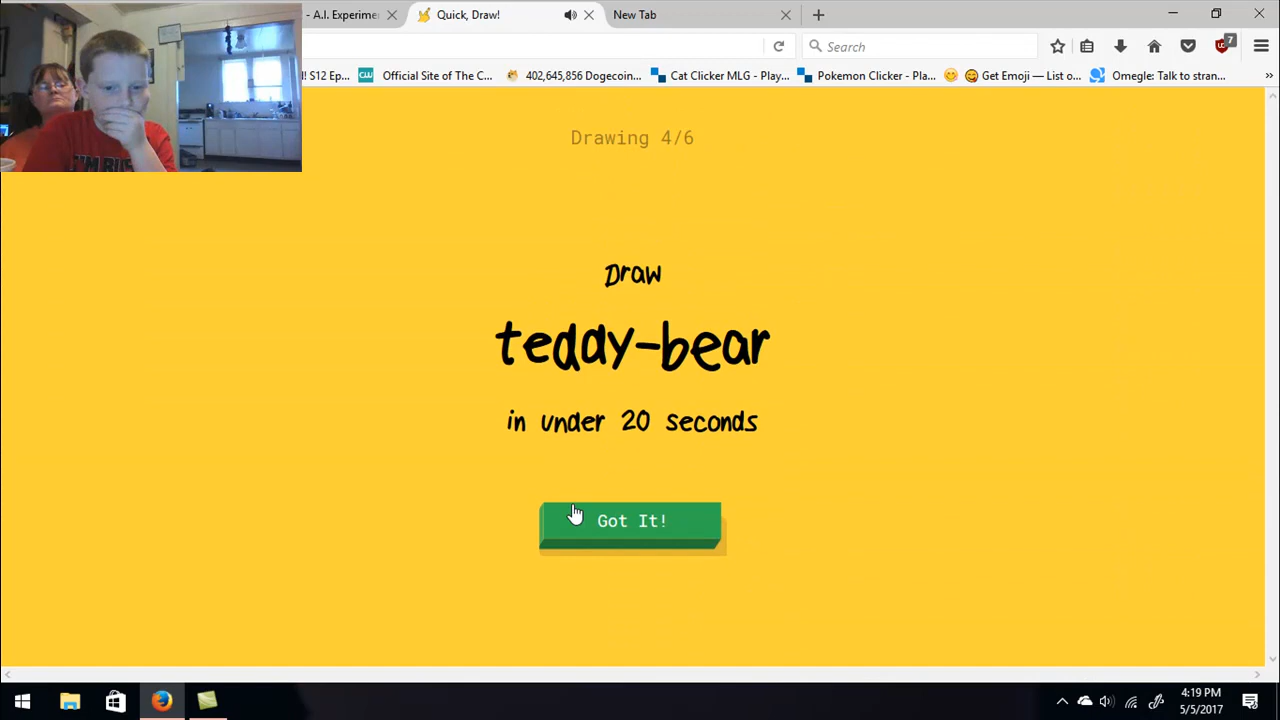 - A.I. Experime
Quick, Draw!
New Tab
Search
7
! S12 Ep...
CW
Official Site of The C...
402,645,856 Dogecoin...
Cat Clicker MLG - Play...
Pokemon Clicker - Pla...
Get Emoji — List o...
Omegle: Talk to stran...
Drawing 4/6
Draw
teddy-bear
in under 20 seconds
Got It!
4:19 PM
5/5/2017